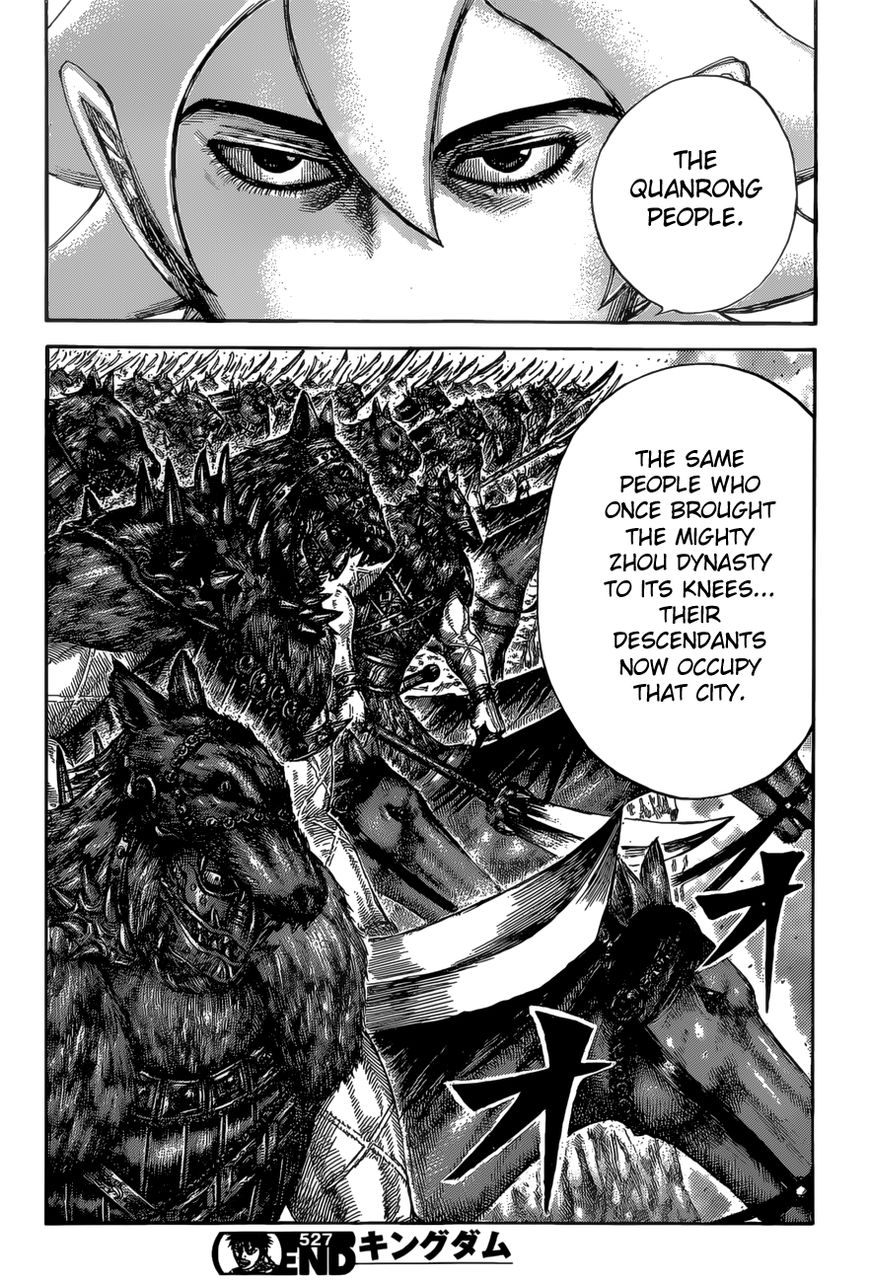 THE
QUANRONG
PEOPLE.
THE SAME
PEOPLE WHO
ONCE BROUGHT
THE MIGHTY
ZHOU DYNASTY
TO ITS KNEES...
THEIR
DESCENDANTS
NOW OCCUPY
THAT CITY.
オ
オ
527
END キングダム